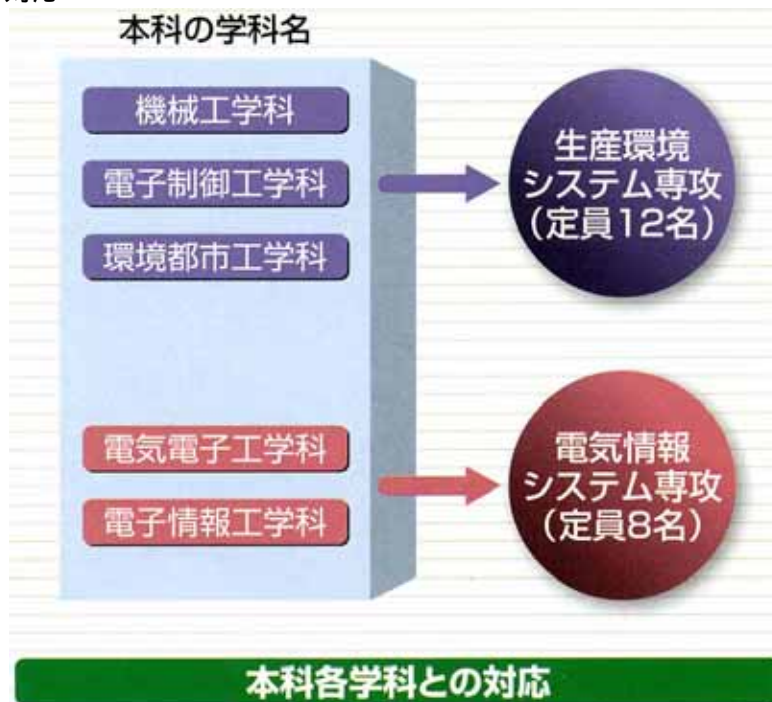 本科の学科名
機械工学科
電子制御工学科
環境都市工学科
生産環境
システム専攻
(定員12名)
電気電子工学科
電子情報工学科
電気情報
システム専攻
(定員8名)
本科各学科との対応